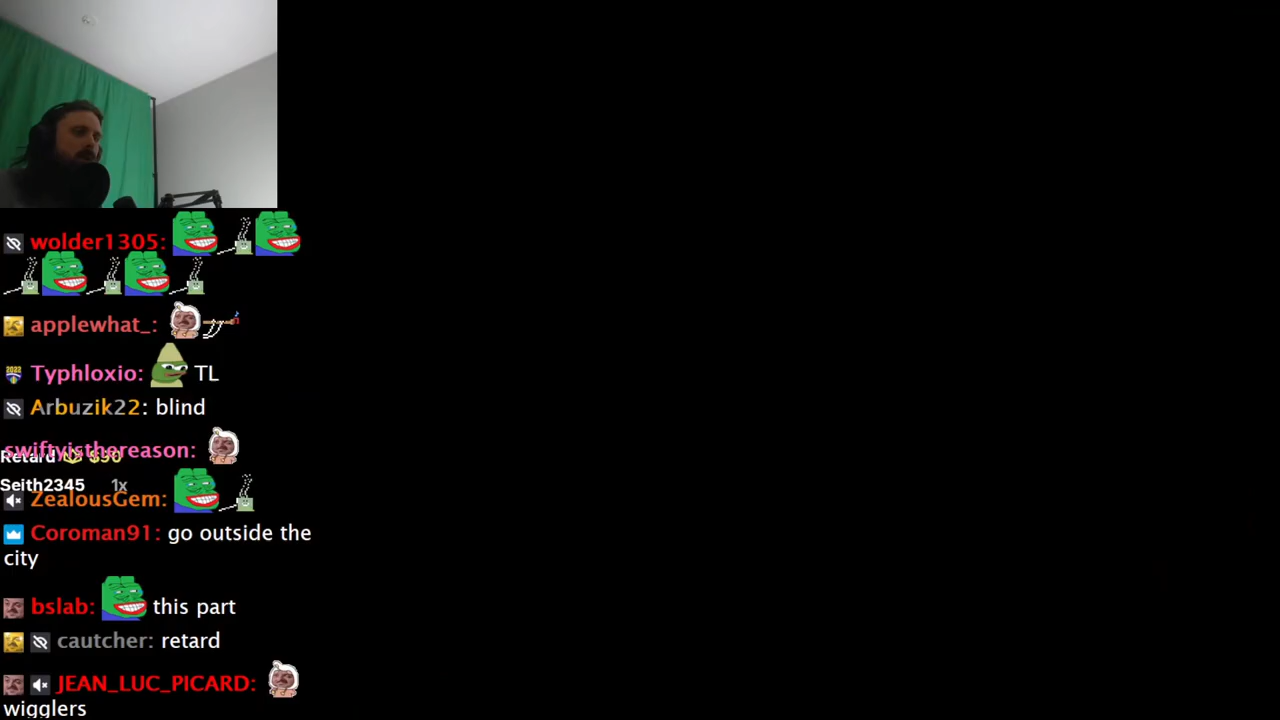 wolder1305:
applewhat_:
Typhloxio: TL
Arbuzik22: blind
swiftyisthereason:
Retard $90
Seith2345 1x
ZealousGem:
Coroman91: go outside the
city
bslab: this part
cautcher: retard
JEAN_LUC_PICARD:
wigglers